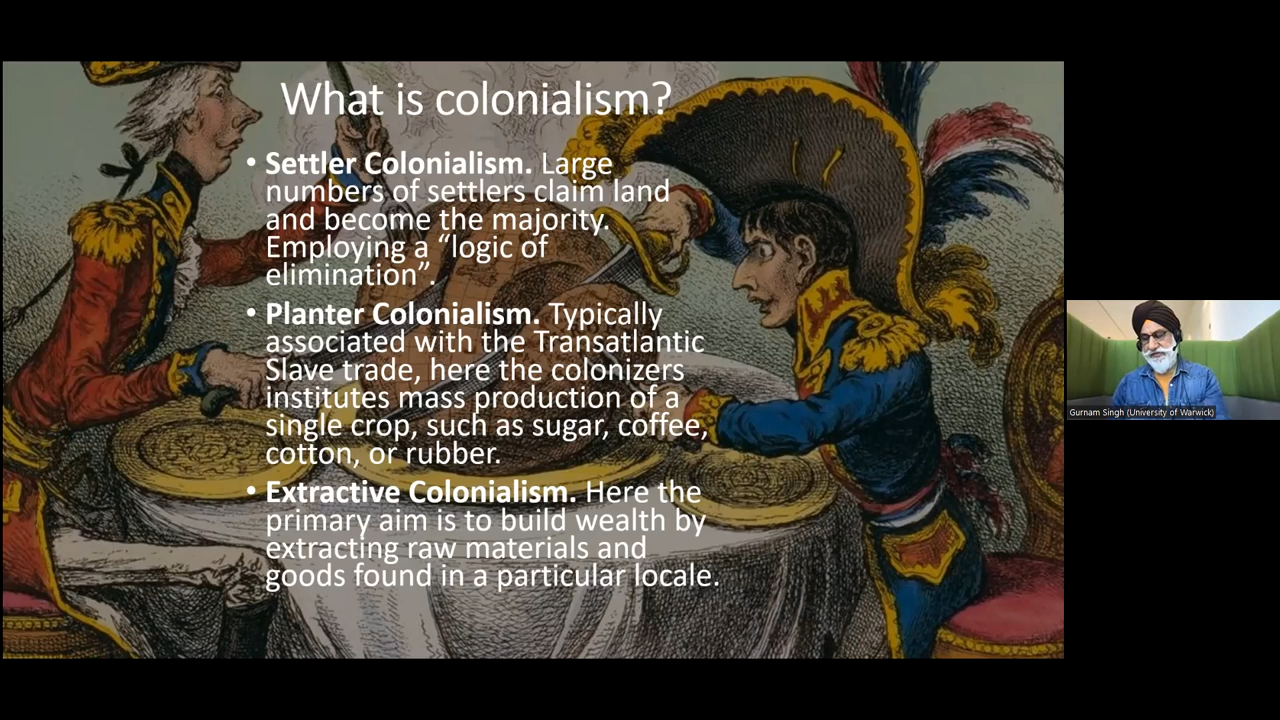 What is colonialism?
• Settler Colonialism. Large
numbers of settlers claim land
and become the majority.
Employing a “logic of
elimination”.
• Planter Colonialism. Typically
associated with the Transatlantic
Slave trade, here the colonizers
institutes mass production of a
single crop, such as sugar, coffee,
cotton, or rubber.
• Extractive Colonialism. Here the
primary aim is to build wealth by
extracting raw materials and
goods found in a particular locale.
Gurnam Singh (University of Warwick)